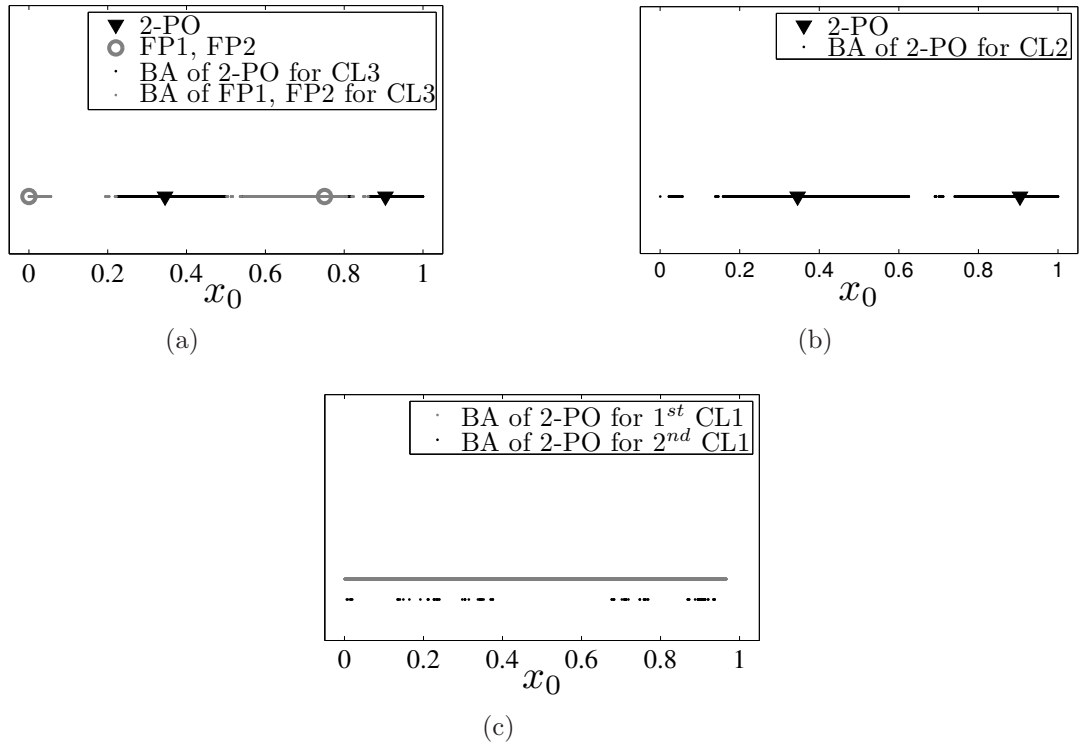 2-PO
FP1, FP2
BA of 2-PO for CL3
BA of FP1, FP2 for CL3
0 0.2 0.4 0.6 0.8 1
x₀
(a)
2-PO
BA of 2-PO for CL2
0 0.2 0.4 0.6 0.8 1
x₀
(b)
BA of 2-PO for 1ˢᵗ CL1
BA of 2-PO for 2ⁿᵈ CL1
0 0.2 0.4 0.6 0.8 1
x₀
(c)